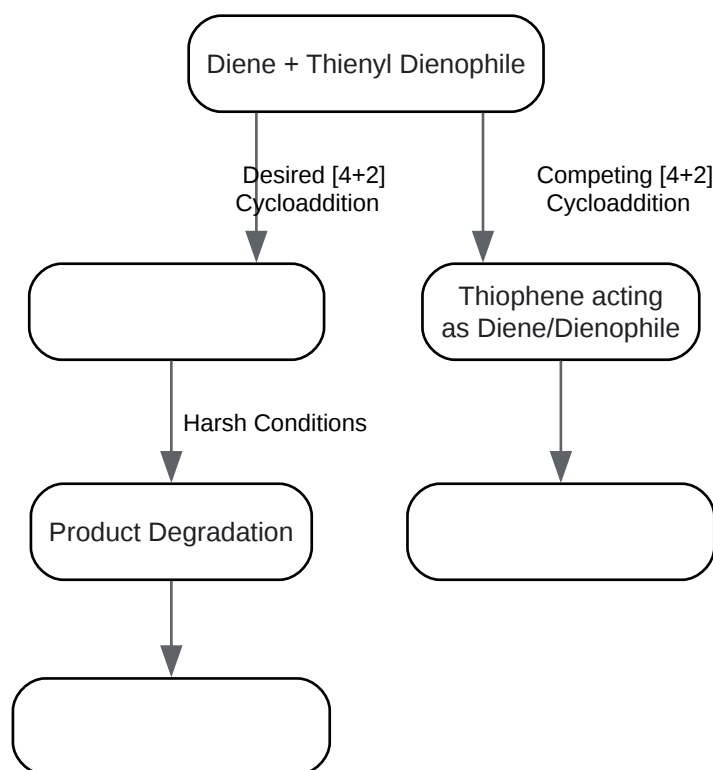 Diene + Thienyl Dienophile
Desired [4+2]
Cycloaddition
Competing [4+2]
Cycloaddition
Thiophene acting
as Diene/Dienophile
Harsh Conditions
Product Degradation